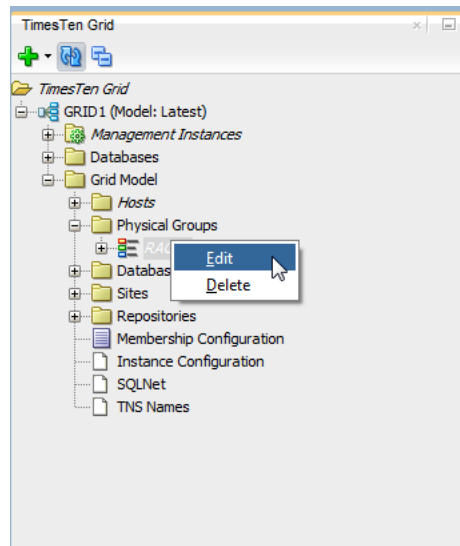 TimesTen Grid
TimesTen Grid
GRID1 (Model: Latest)
Management Instances
Databases
Grid Model
Hosts
Physical Groups
Edit
Delete
Sites
Repositories
Membership Configuration
Instance Configuration
SQLNet
TNS Names